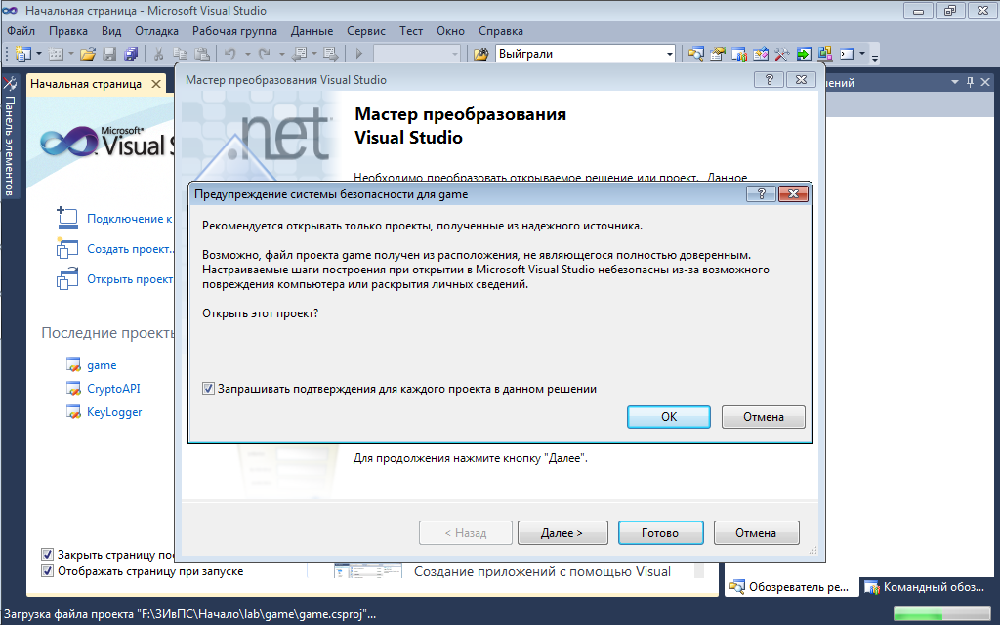 Начальная страница - Microsoft Visual Studio
Файл Правка Вид Отладка Рабочая группа Данные Сервис Тест Окно Справка
Выйграли
Панель элементов
Начальная страница
Microsoft
Visual
Подключение к
Создать проект..
Открыть проект
Последние проекты
game
CryptoAPI
KeyLogger
Закрыть страницу по
Отображать страницу при запуске
Мастер преобразования Visual Studio
.net
Мастер преобразования
Visual Studio
Необходимо преобразовать открываемое решение или проект. Данное
Предупреждение системы безопасности для game
Рекомендуется открывать только проекты, полученные из надежного источника.
Возможно, файл проекта game получен из расположения, не являющегося полностью доверенным.
Настраиваемые шаги построения при открытии в Microsoft Visual Studio небезопасны из-за возможного
повреждения компьютера или раскрытия личных сведений.
Открыть этот проект?
Запрашивать подтверждения для каждого проекта в данном решении
ОК Отмена
Для продолжения нажмите кнопку "Далее".
< Назад Далее > Готово Отмена
Создание приложений с помощью Visual
ений
Обозреватель ре...
Командный обоз...
Загрузка файла проекта "F:\ЗИвПС\Начало\lab\game\game.csproj"...